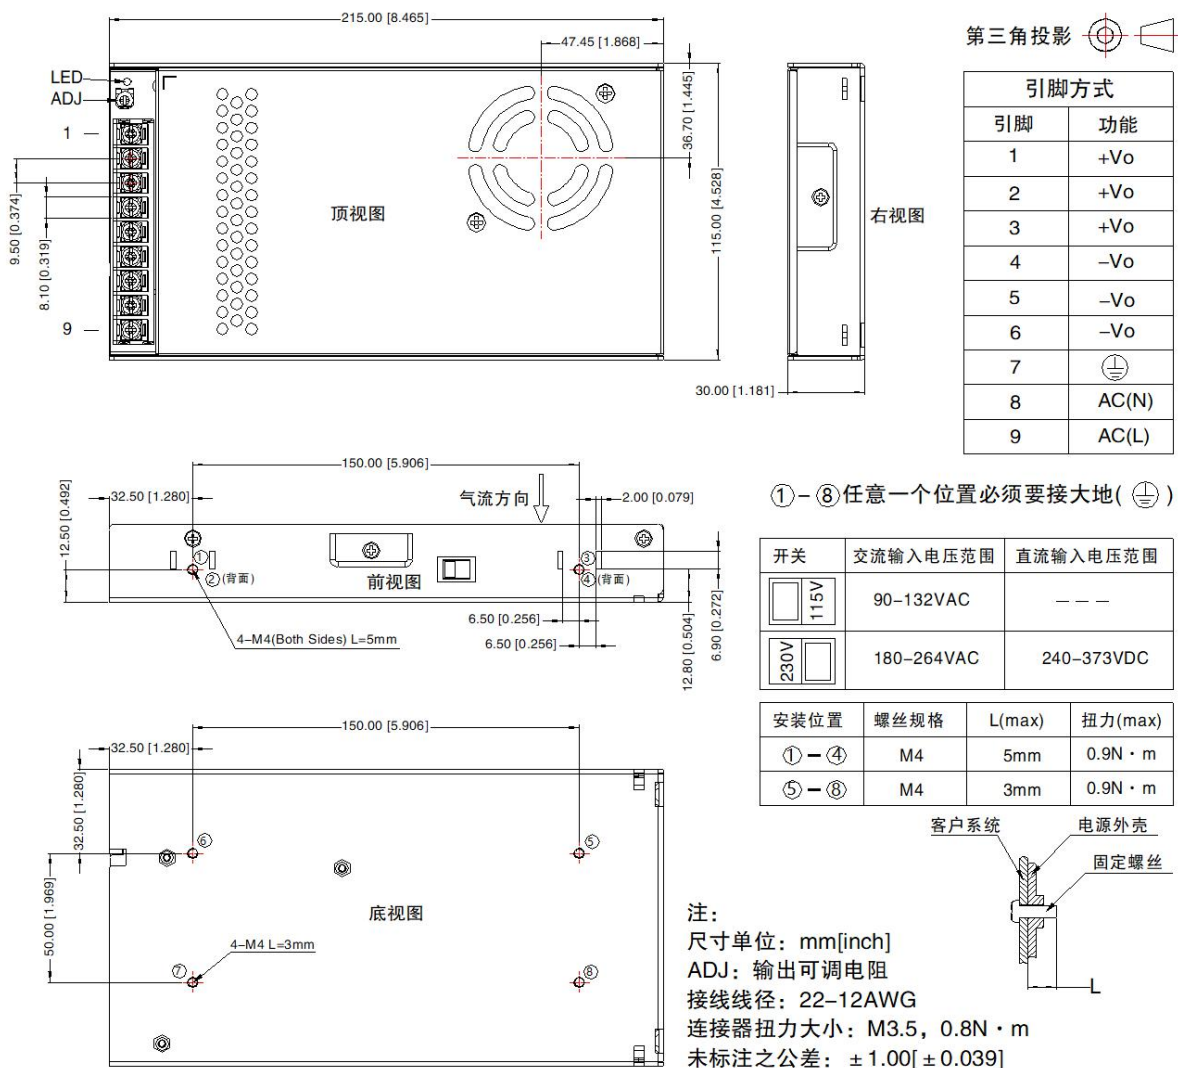 215.00 [8.465]
47.45 [1.868]
36.70 [1.445]
115.00 [4.528]
LED
ADJ
1
9
9.50 [0.374]
8.10 [0.319]
顶视图
右视图
30.00 [1.181]
第三角投影
引脚方式
引脚 功能
1 +Vo
2 +Vo
3 +Vo
4 −Vo
5 −Vo
6 −Vo
7 ⏚
8 AC(N)
9 AC(L)
150.00 [5.906]
32.50 [1.280]
12.50 [0.492]
气流方向
2.00 [0.079]
①
②(背面)
前视图
③
④(背面)
6.50 [0.256]
6.50 [0.256]
12.80 [0.504]
6.90 [0.272]
4-M4(Both Sides) L=5mm
①−⑧任意一个位置必须要接大地(⏚)
开关 交流输入电压范围 直流输入电压范围
115V 90−132VAC −−−
230V 180−264VAC 240−373VDC
安装位置 螺丝规格 L(max) 扭力(max)
①−④ M4 5mm 0.9N·m
⑤−⑧ M4 3mm 0.9N·m
150.00 [5.906]
32.50 [1.280]
32.50 [1.280]
50.00 [1.969]
⑥
⑤
底视图
4-M4 L=3mm
⑦
⑧
客户系统
电源外壳
固定螺丝
L
注：
尺寸单位：mm[inch]
ADJ：输出可调电阻
接线线径：22−12AWG
连接器扭力大小：M3.5，0.8N·m
未标注之公差：±1.00[±0.039]